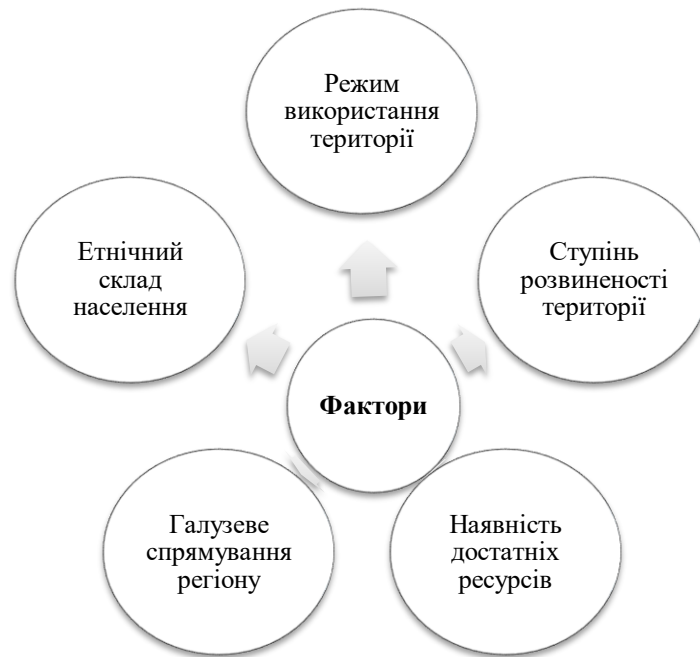 Режим
використання
території
Етнічний
склад
населення
Ступінь
розвиненості
території
Фактори
Галузеве
спрямування
регіону
Наявність
достатніх
ресурсів